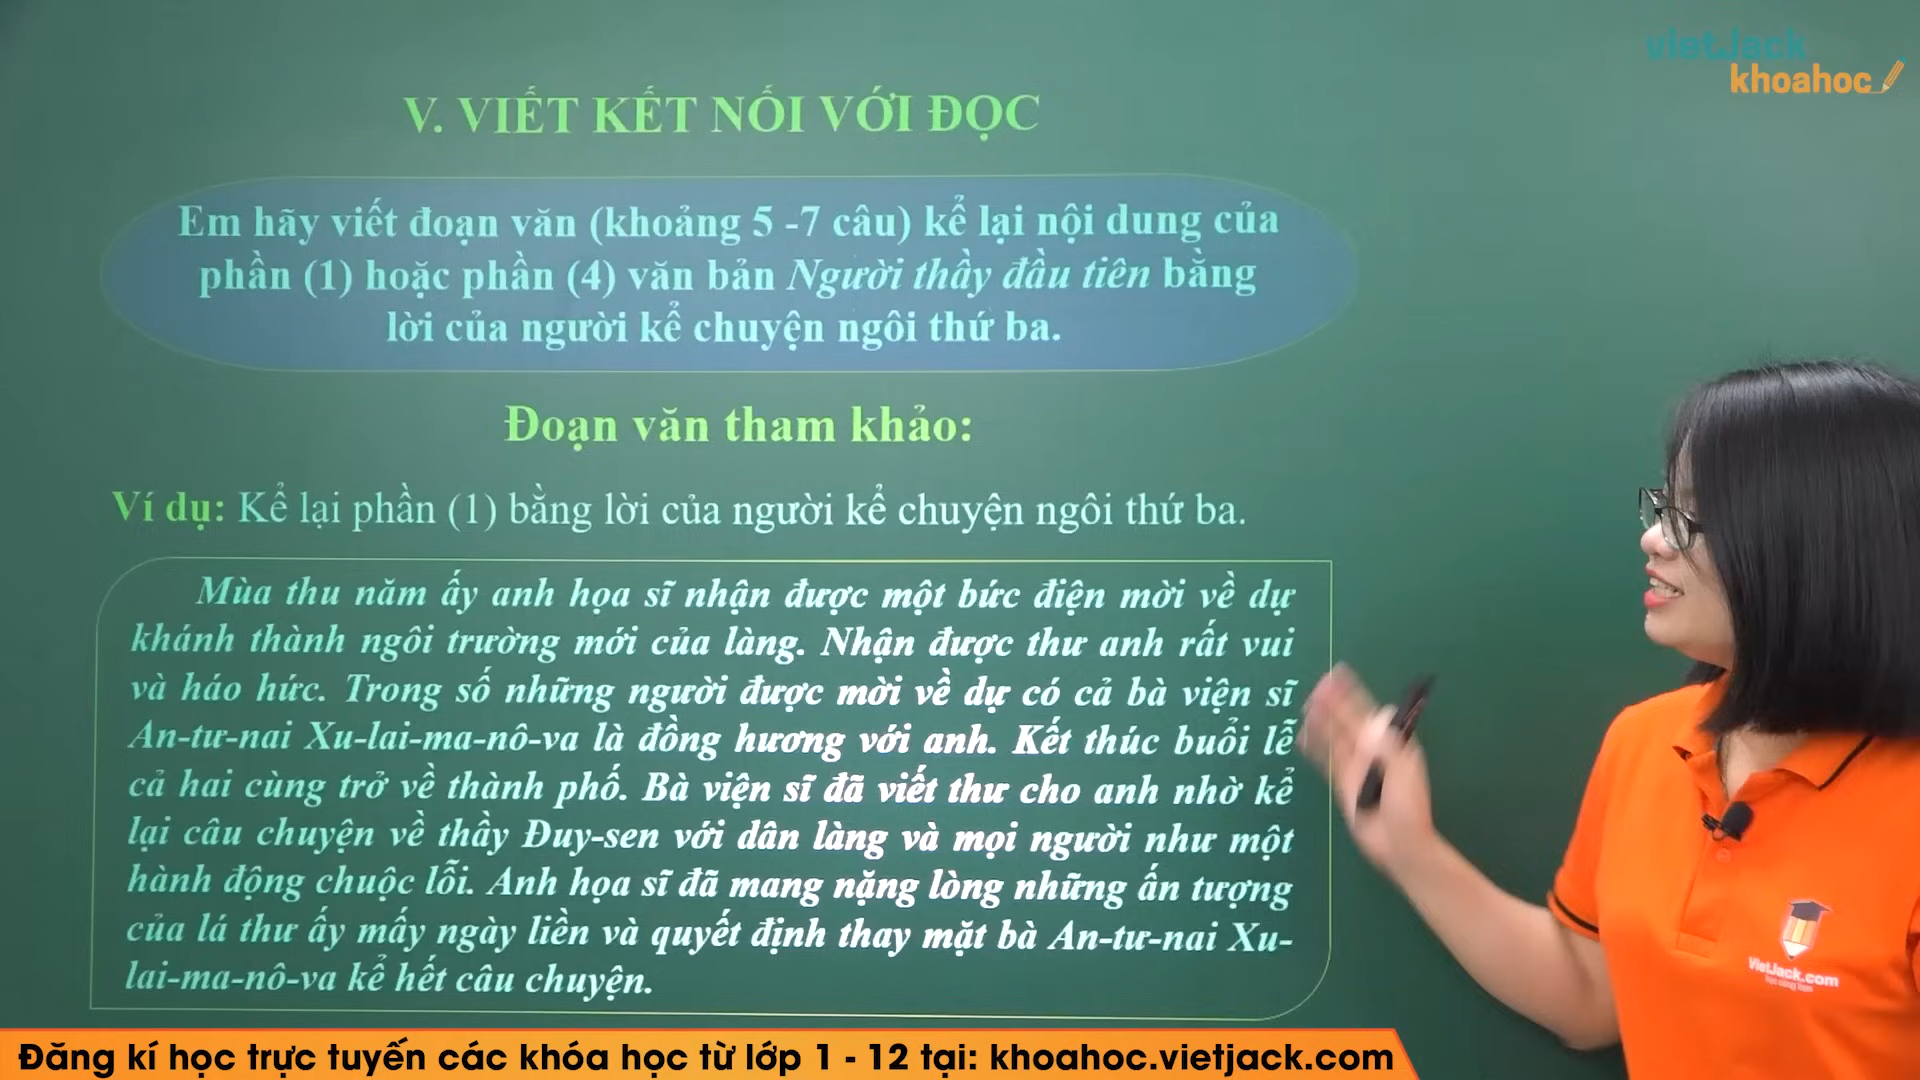 vietJack
khoahoc
V. VIẾT KẾT NỐI VỚI ĐỌC
Em hãy viết đoạn văn (khoảng 5 -7 câu) kể lại nội dung của
phần (1) hoặc phần (4) văn bản Người thầy đầu tiên bằng
lời của người kể chuyện ngôi thứ ba.
Đoạn văn tham khảo:
Ví dụ: Kể lại phần (1) bằng lời của người kể chuyện ngôi thứ ba.
Mùa thu năm ấy anh họa sĩ nhận được một bức điện mời về dự
khánh thành ngôi trường mới của làng. Nhận được thư anh rất vui
và háo hức. Trong số những người được mời về dự có cả bà viện sĩ
An-tư-nai Xu-lai-ma-nô-va là đồng hương với anh. Kết thúc buổi lễ
cả hai cùng trở về thành phố. Bà viện sĩ đã viết thư cho anh nhờ kể
lại câu chuyện về thầy Đuy-sen với dân làng và mọi người như một
hành động chuộc lỗi. Anh họa sĩ đã mang nặng lòng những ấn tượng
của lá thư ấy mấy ngày liền và quyết định thay mặt bà An-tư-nai Xu-
lai-ma-nô-va kể hết câu chuyện.
VietJack.com
Đăng kí học trực tuyến các khóa học từ lớp 1 - 12 tại: khoahoc.vietjack.com